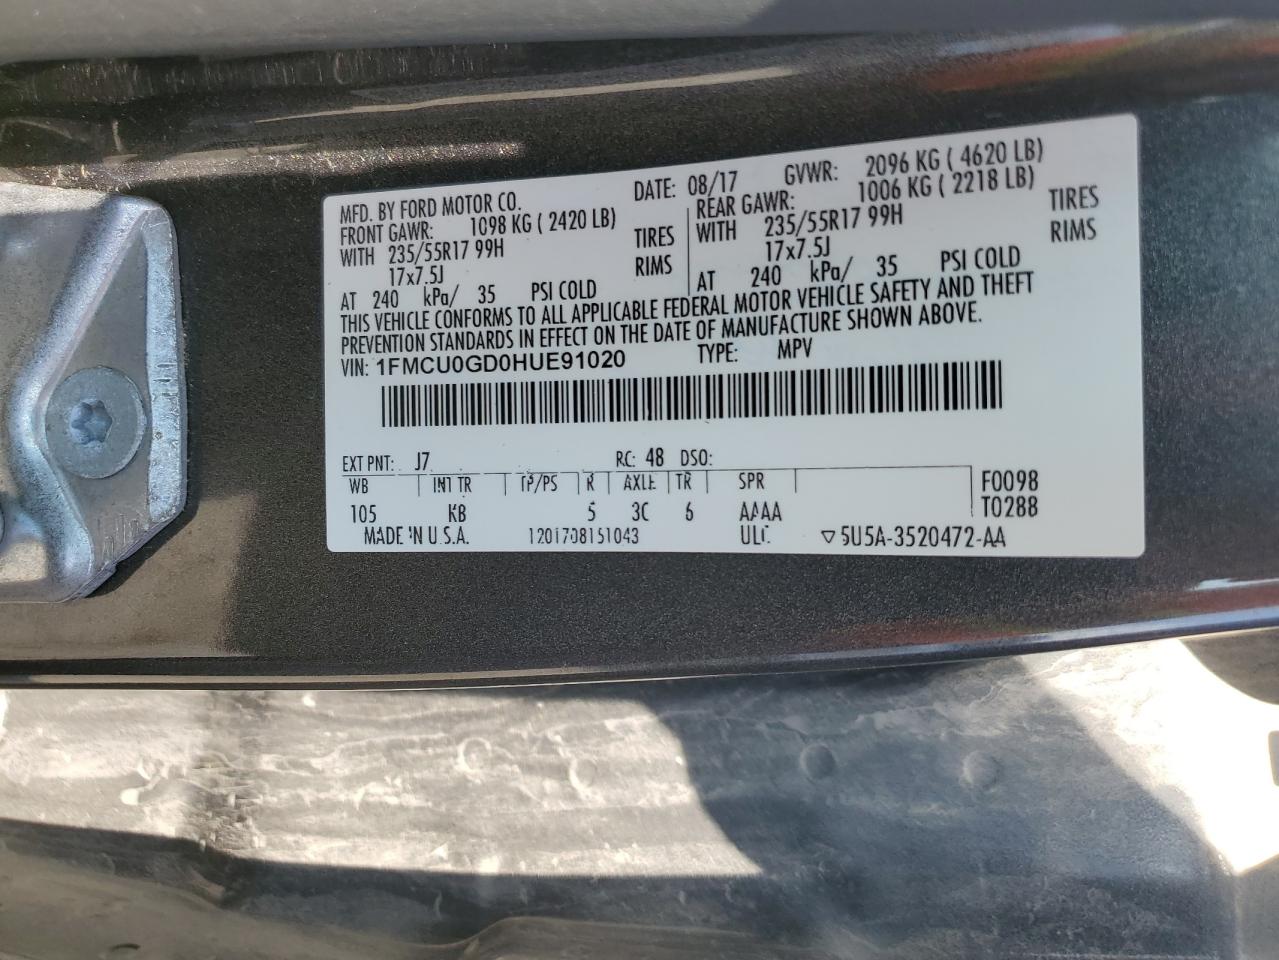 MFD. BY FORD MOTOR CO. DATE: 08/17 GVWR: 2096 KG ( 4620 LB)
FRONT GAWR: 1098 KG ( 2420 LB) REAR GAWR: 1006 KG ( 2218 LB)
WITH 235/55R17 99H TIRES WITH 235/55R17 99H TIRES
17x7.5J RIMS 17x7.5J RIMS
AT 240 kPa/ 35 PSI COLD AT 240 kPa/ 35 PSI COLD
THIS VEHICLE CONFORMS TO ALL APPLICABLE FEDERAL MOTOR VEHICLE SAFETY AND THEFT
PREVENTION STANDARDS IN EFFECT ON THE DATE OF MANUFACTURE SHOWN ABOVE.
VIN: 1FMCU0GD0HUE91020 TYPE: MPV
EXT PNT: J7 RC: 48 DSO:
WB INT TR TP/PS R AXLE TR SPR F0098
105 KB 5 3C 6 AAAA T0288
MADE IN U.S.A. 1201708151043 ULC ▽5U5A-3520472-AA